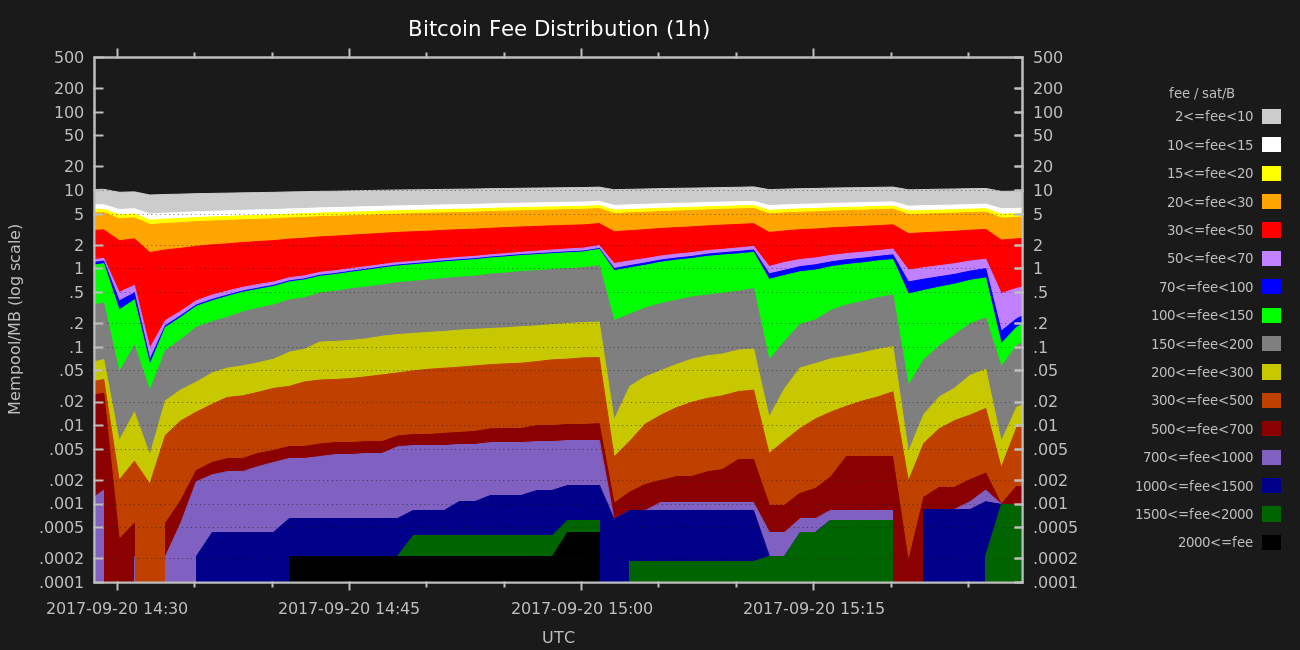 Bitcoin Fee Distribution (1h)
500
200
100
50
20
10
5
2
1
.5
.2
.1
.05
.02
.01
.005
.002
.001
.0005
.0002
.0001
Mempool/MB (log scale)
500
200
100
50
20
10
5
2
1
.5
.2
.1
.05
.02
.01
.005
.002
.001
.0005
.0002
.0001
2017-09-20 14:30
2017-09-20 14:45
2017-09-20 15:00
2017-09-20 15:15
UTC
fee / sat/B
2<=fee<10
10<=fee<15
15<=fee<20
20<=fee<30
30<=fee<50
50<=fee<70
70<=fee<100
100<=fee<150
150<=fee<200
200<=fee<300
300<=fee<500
500<=fee<700
700<=fee<1000
1000<=fee<1500
1500<=fee<2000
2000<=fee